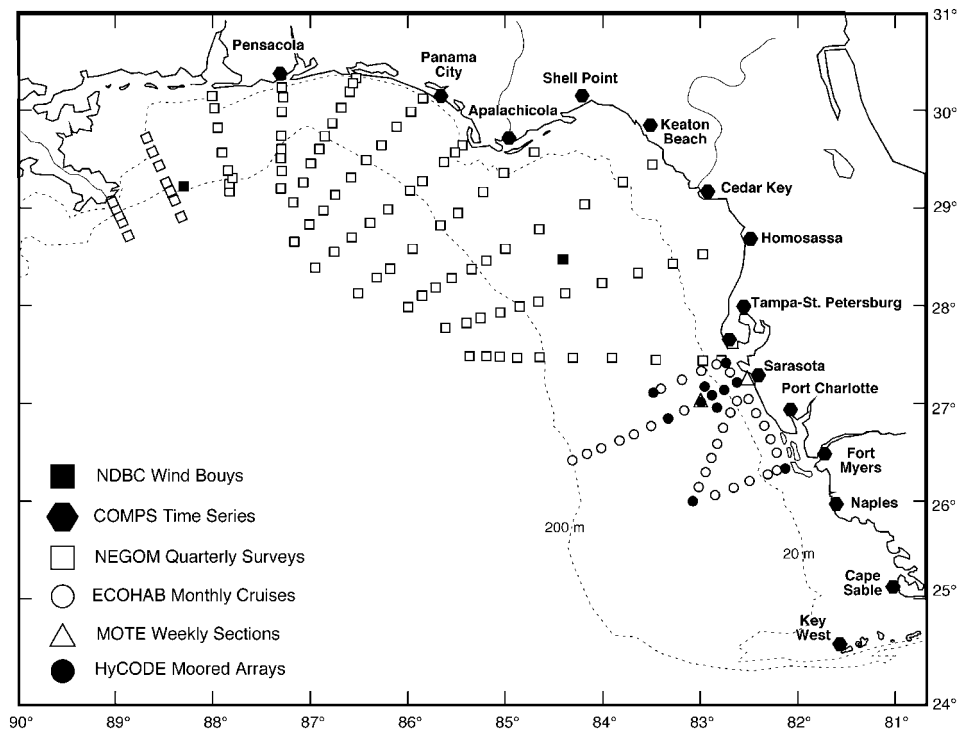 31°
Pensacola
Panama
City
Shell Point
Apalachicola
30°
Keaton
Beach
Cedar Key
29°
Homosassa
Tampa-St. Petersburg
28°
Sarasota
Port Charlotte
27°
Fort
Myers
NDBC Wind Bouys
Naples
26°
COMPS Time Series
200 m
20 m
NEGOM Quarterly Surveys
Cape
Sable
ECOHAB Monthly Cruises
25°
Key
West
MOTE Weekly Sections
HyCODE Moored Arrays
24°
90°
89°
88°
87°
86°
85°
84°
83°
82°
81°